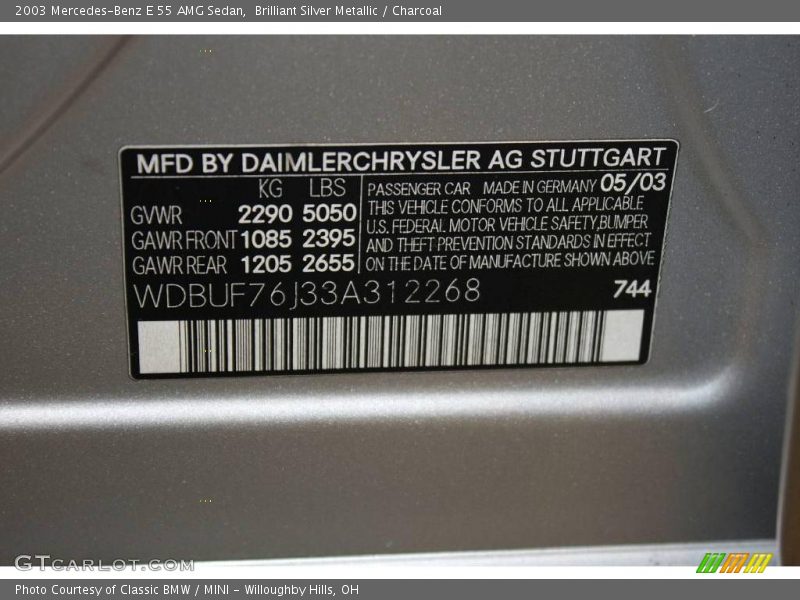 2003 Mercedes-Benz E 55 AMG Sedan,  Brilliant Silver Metallic / Charcoal
MFD BY DAIMLERCHRYSLER AG STUTTGART
KG LBS
GVWR 2290 5050
GAWR FRONT 1085 2395
GAWR REAR 1205 2655
PASSENGER CAR MADE IN GERMANY 05/03
THIS VEHICLE CONFORMS TO ALL APPLICABLE
U.S. FEDERAL MOTOR VEHICLE SAFETY,BUMPER
AND THEFT PREVENTION STANDARDS IN EFFECT
ON THE DATE OF MANUFACTURE SHOWN ABOVE
WDBUF76J33A312268 744
GTCARLOT.COM
Photo Courtesy of Classic BMW / MINI - Willoughby Hills, OH